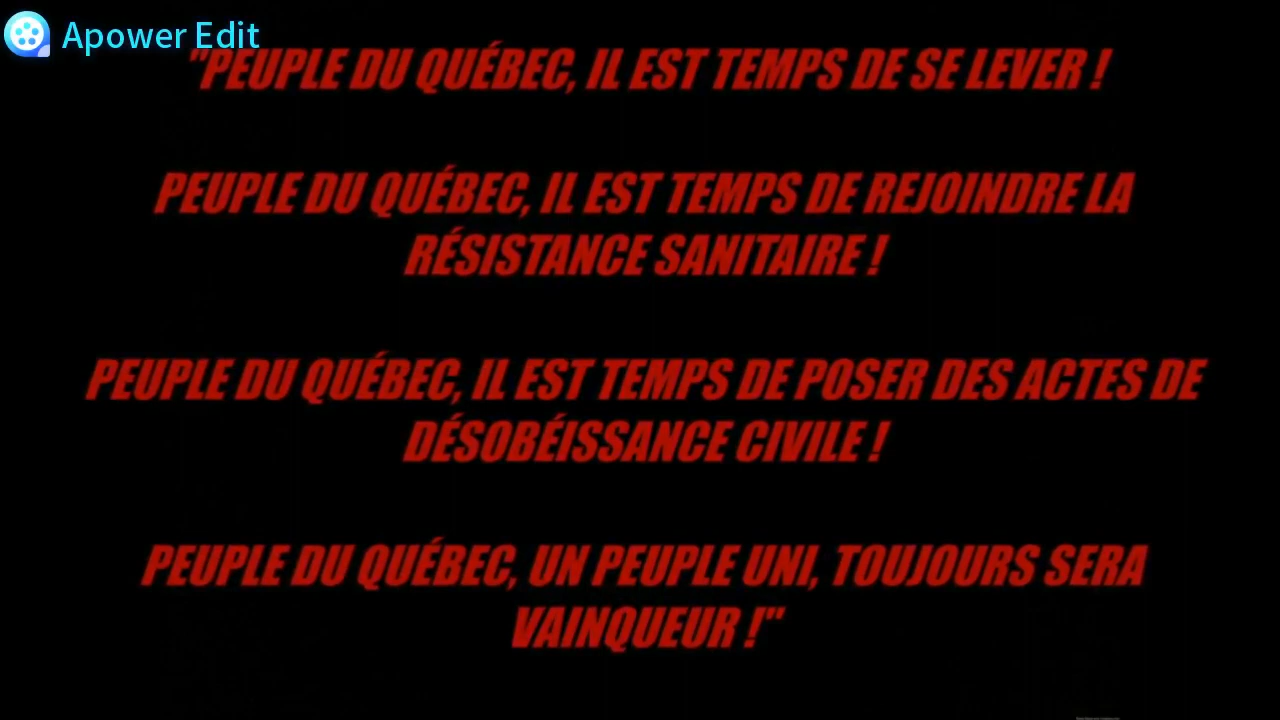 Apower Edit
"PEUPLE DU QUÉBEC, IL EST TEMPS DE SE LEVER !
PEUPLE DU QUÉBEC, IL EST TEMPS DE REJOINDRE LA
RÉSISTANCE SANITAIRE !
PEUPLE DU QUÉBEC, IL EST TEMPS DE POSER DES ACTES DE
DÉSOBÉISSANCE CIVILE !
PEUPLE DU QUÉBEC, UN PEUPLE UNI, TOUJOURS SERA
VAINQUEUR !"